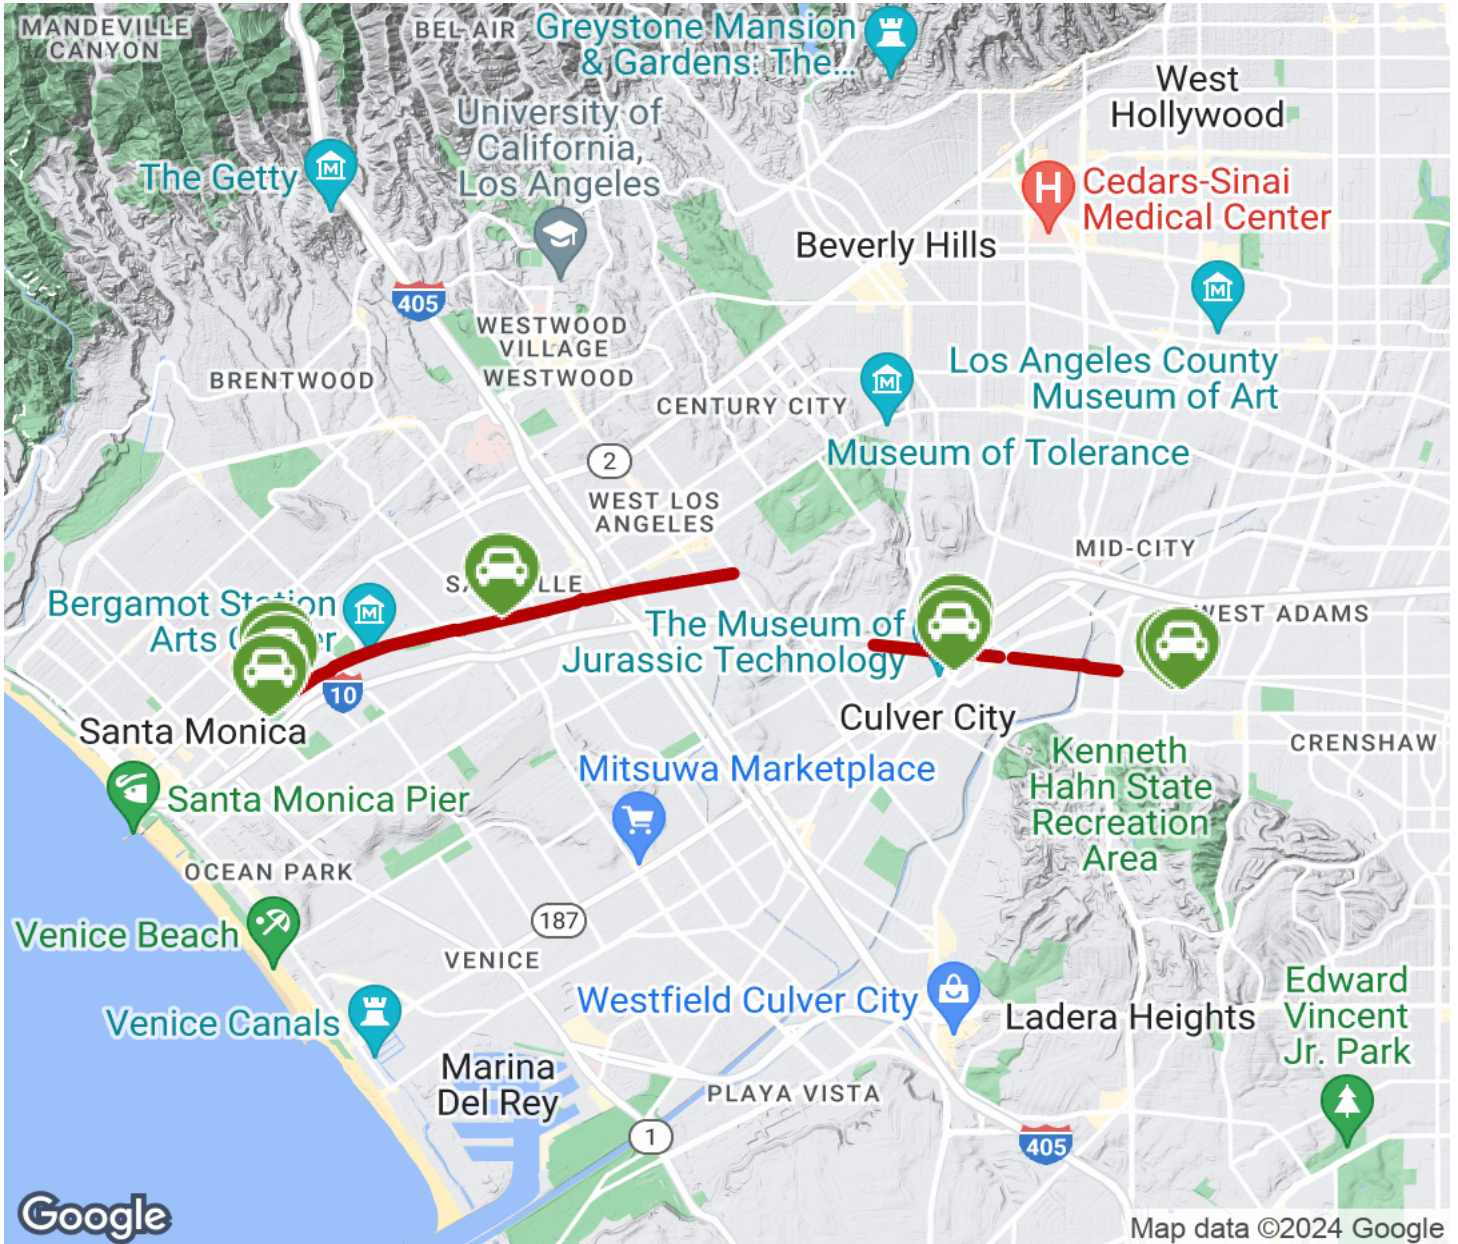 MANDEVILLE
CANYON
BEL AIR
Greystone Mansion
& Gardens: The...
West
Hollywood
University of
California,
Los Angeles
The Getty
Cedars-Sinai
Medical Center
Beverly Hills
405
WESTWOOD
VILLAGE
WESTWOOD
BRENTWOOD
Los Angeles County
Museum of Art
CENTURY CITY
Museum of Tolerance
2
WEST LOS
ANGELES
MID-CITY
Bergamot
Arts
WEST ADAMS
The Museum of
Jurassic Technology
10
Santa Monica
Culver City
CRENSHAW
Kenneth
Hahn State
Recreation
Area
Mitsuwa Marketplace
Santa Monica Pier
OCEAN PARK
187
Venice Beach
VENICE
Westfield Culver City
Edward
Vincent
Jr. Park
Venice Canals
Ladera Heights
Marina
Del Rey
PLAYA VISTA
1
405
Google
Map data ©2024 Google